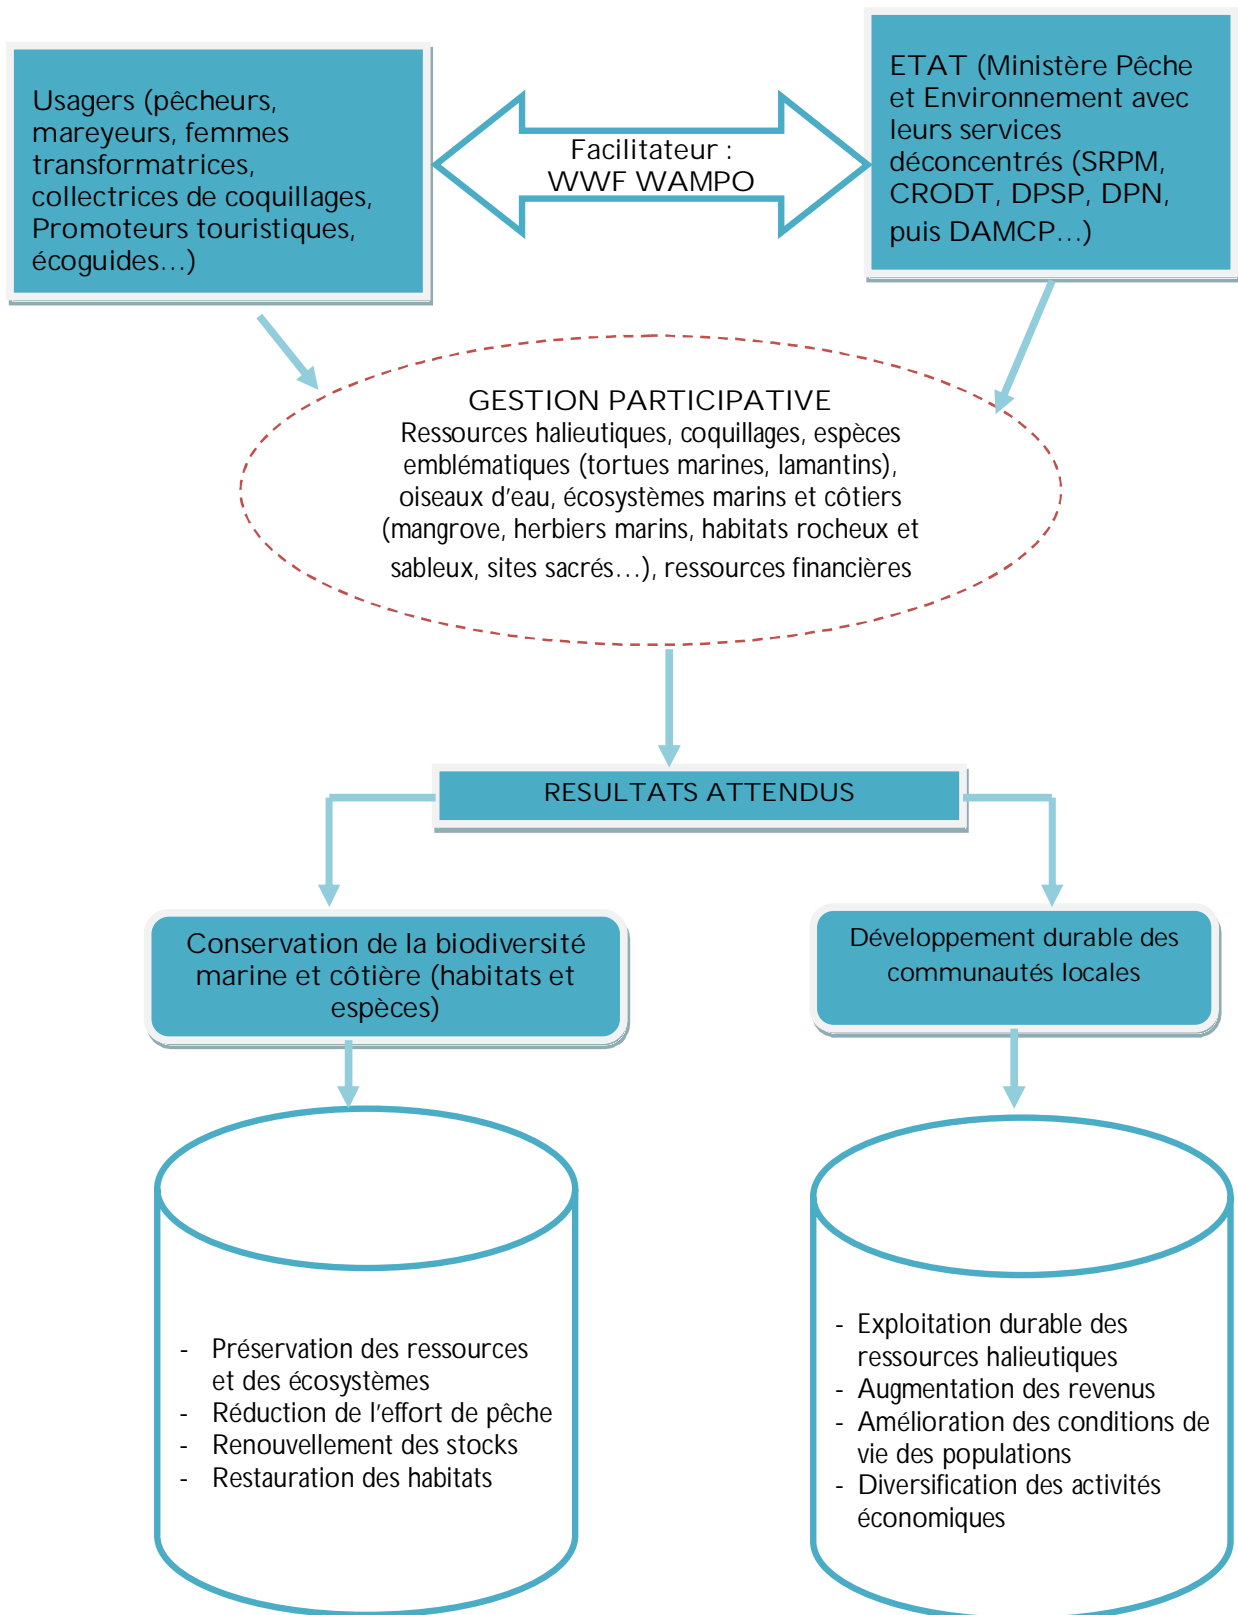 Usagers (pêcheurs,
mareyeurs, femmes
transformatrices,
collectrices de coquillages,
Promoteurs touristiques,
écoguides…)
Facilitateur :
WWF WAMPO
ETAT (Ministère Pêche
et Environnement avec
leurs services
déconcentrés (SRPM,
CRODT, DPSP, DPN,
puis DAMCP…)
GESTION PARTICIPATIVE
Ressources halieutiques, coquillages, espèces
emblématiques (tortues marines, lamantins),
oiseaux d'eau, écosystèmes marins et côtiers
(mangrove, herbiers marins, habitats rocheux et
sableux, sites sacrés…), ressources financières
RESULTATS ATTENDUS
Conservation de la biodiversité
marine et côtière (habitats et
espèces)
Développement durable des
communautés locales
- Préservation des ressources
et des écosystèmes
- Réduction de l'effort de pêche
- Renouvellement des stocks
- Restauration des habitats
- Exploitation durable des
ressources halieutiques
- Augmentation des revenus
- Amélioration des conditions de
vie des populations
- Diversification des activités
économiques